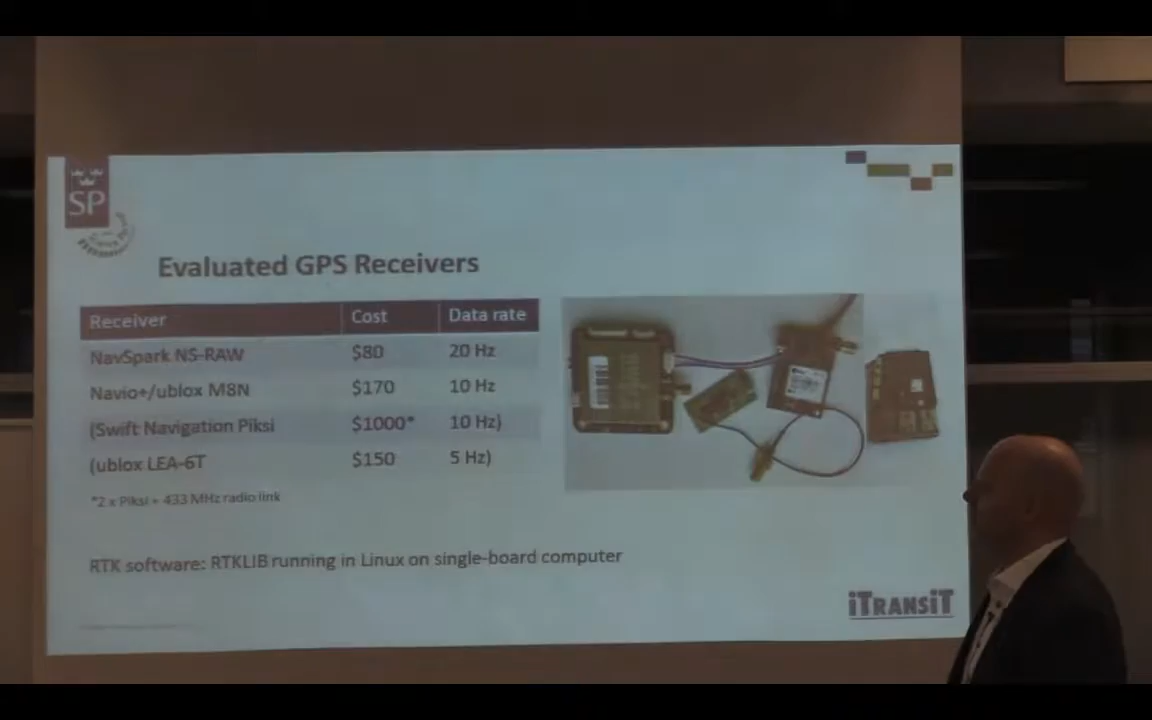 SP
Evaluated GPS Receivers
Receiver Cost Data rate
NavSpark NS-RAW $80 20 Hz
Navio+/ublox M8N $170 10 Hz
(Swift Navigation Piksi $1000* 10 Hz)
(ublox LEA-6T $150 5 Hz)
*2 x Piksi + 433 MHz radio link
RTK software: RTKLIB running in Linux on single-board computer
iTRANSIT